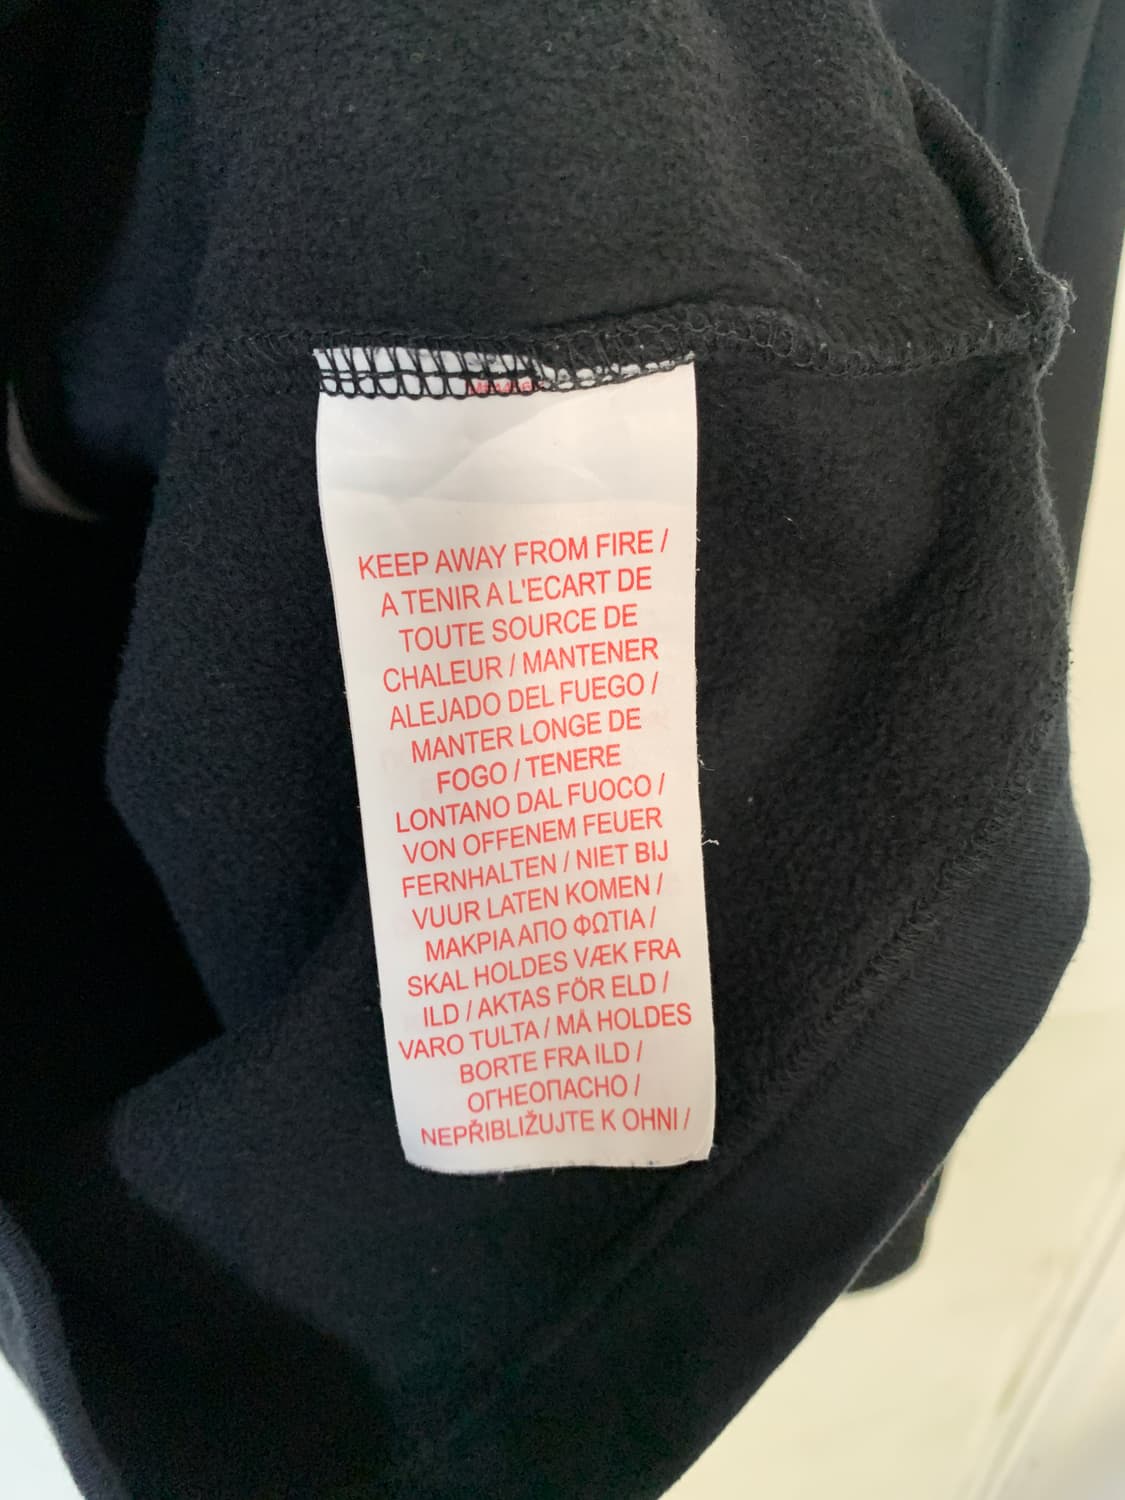 KEEP AWAY FROM FIRE /
A TENIR A L'ECART DE
TOUTE SOURCE DE
CHALEUR / MANTENER
ALEJADO DEL FUEGO /
MANTER LONGE DE
FOGO / TENERE
LONTANO DAL FUOCO /
VON OFFENEM FEUER
FERNHALTEN / NIET BIJ
VUUR LATEN KOMEN /
ΜΑΚΡΙΑ ΑΠΟ ΦΩΤΙΑ /
SKAL HOLDES VÆK FRA
ILD / AKTAS FÖR ELD /
VARO TULTA / MÅ HOLDES
BORTE FRA ILD /
ОГНЕОПАСНО /
NEPŘIBLIŽUJTE K OHNI /